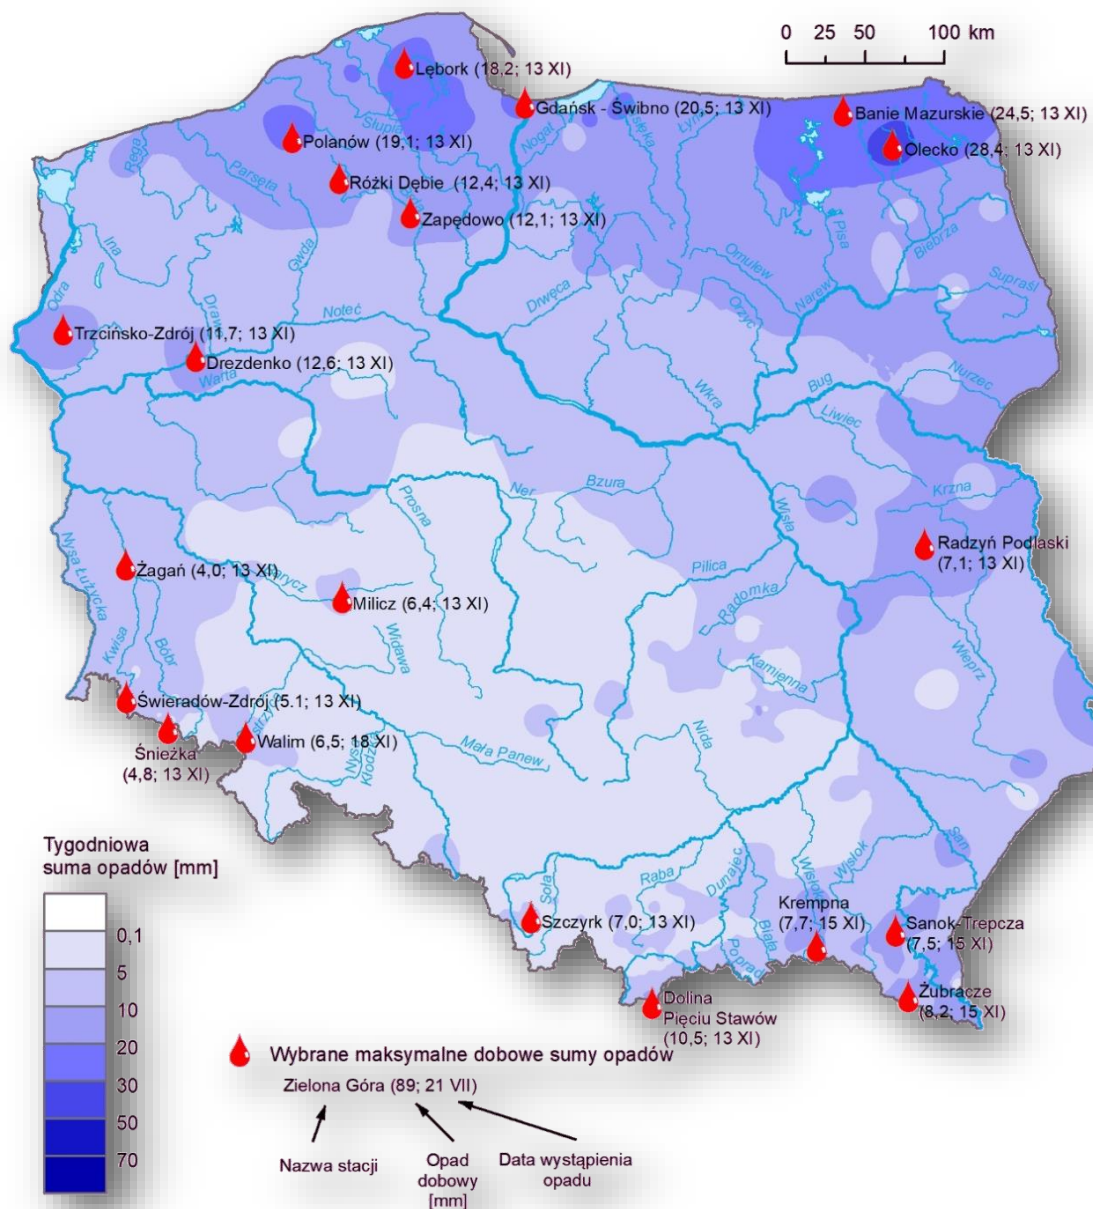 0 25 50 100 km
Lębork (18,2; 13 XI)
Gdańsk - Świbno (20,5; 13 XI)
Banie Mazurskie (24,5; 13 XI)
Olecko (28,4; 13 XI)
Słupia
Polanów (19,1; 13 XI)
Nogat
Łyna
Rega
Parsęta
Różki Dębie (12,4; 13 XI)
Zapędowo (12,1; 13 XI)
Pisa
Biebrza
Ina
Gwda
Omulew
Supraśl
Odra
Drwęca
Orzyc
Narew
Trzcińsko-Zdrój (11,7; 13 XI)
Drawa
Noteć
Drezdenko (12,6; 13 XI)
Warta
Wkra
Bug
Nurzec
Liwiec
Ner
Bzura
Krzna
Prosna
Wisła
Nysa Łużycka
Radzyń Podlaski
(7,1; 13 XI)
Żagań (4,0; 13 XI)
Pilica
Milicz (6,4; 13 XI)
Radomka
Widawa
Kwisa
Bóbr
Wieprz
Kamienna
Świeradów-Zdrój (5.1; 13 XI)
Nida
Śnieżka
(4,8; 13 XI)
Walim (6,5; 18 XI)
Nysa
Kłodzka
Mała Panew
San
Tygodniowa
suma opadów [mm]
0,1
5
10
20
30
50
70
Soła
Raba
Dunajec
Wisłoka
Wisłok
Biała
Poprad
Krempna
(7,7; 15 XI)
Szczyrk (7,0; 13 XI)
Sanok-Trepcza
(7,5; 15 XI)
Żubracze
(8,2; 15 XI)
Dolina
Pięciu Stawów
(10,5; 13 XI)
Wybrane maksymalne dobowe sumy opadów
Zielona Góra (89; 21 VII)
Nazwa stacji
Opad
dobowy
[mm]
Data wystąpienia
opadu